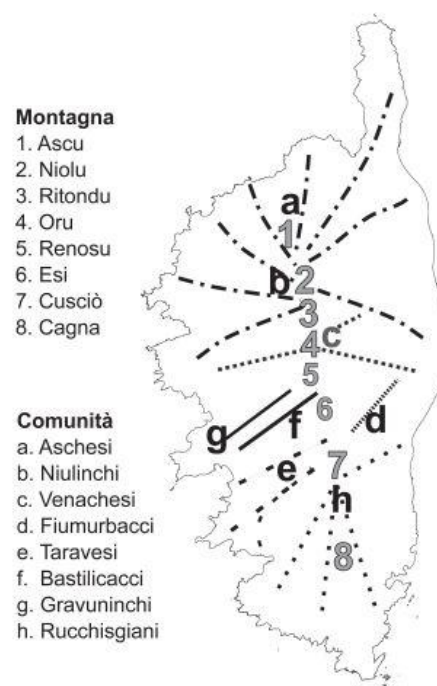 Montagna
1. Ascu
2. Niolu
3. Ritondu
4. Oru
5. Renosu
6. Esi
7. Cusciò
8. Cagna
Comunità
a. Aschesi
b. Niulinchi
c. Venachesi
d. Fiumurbacci
e. Taravesi
f. Bastilicacci
g. Gravuninchi
h. Rucchisgiani
a
1
b
2
3
c
4
5
6
g
f
d
e
7
h
8